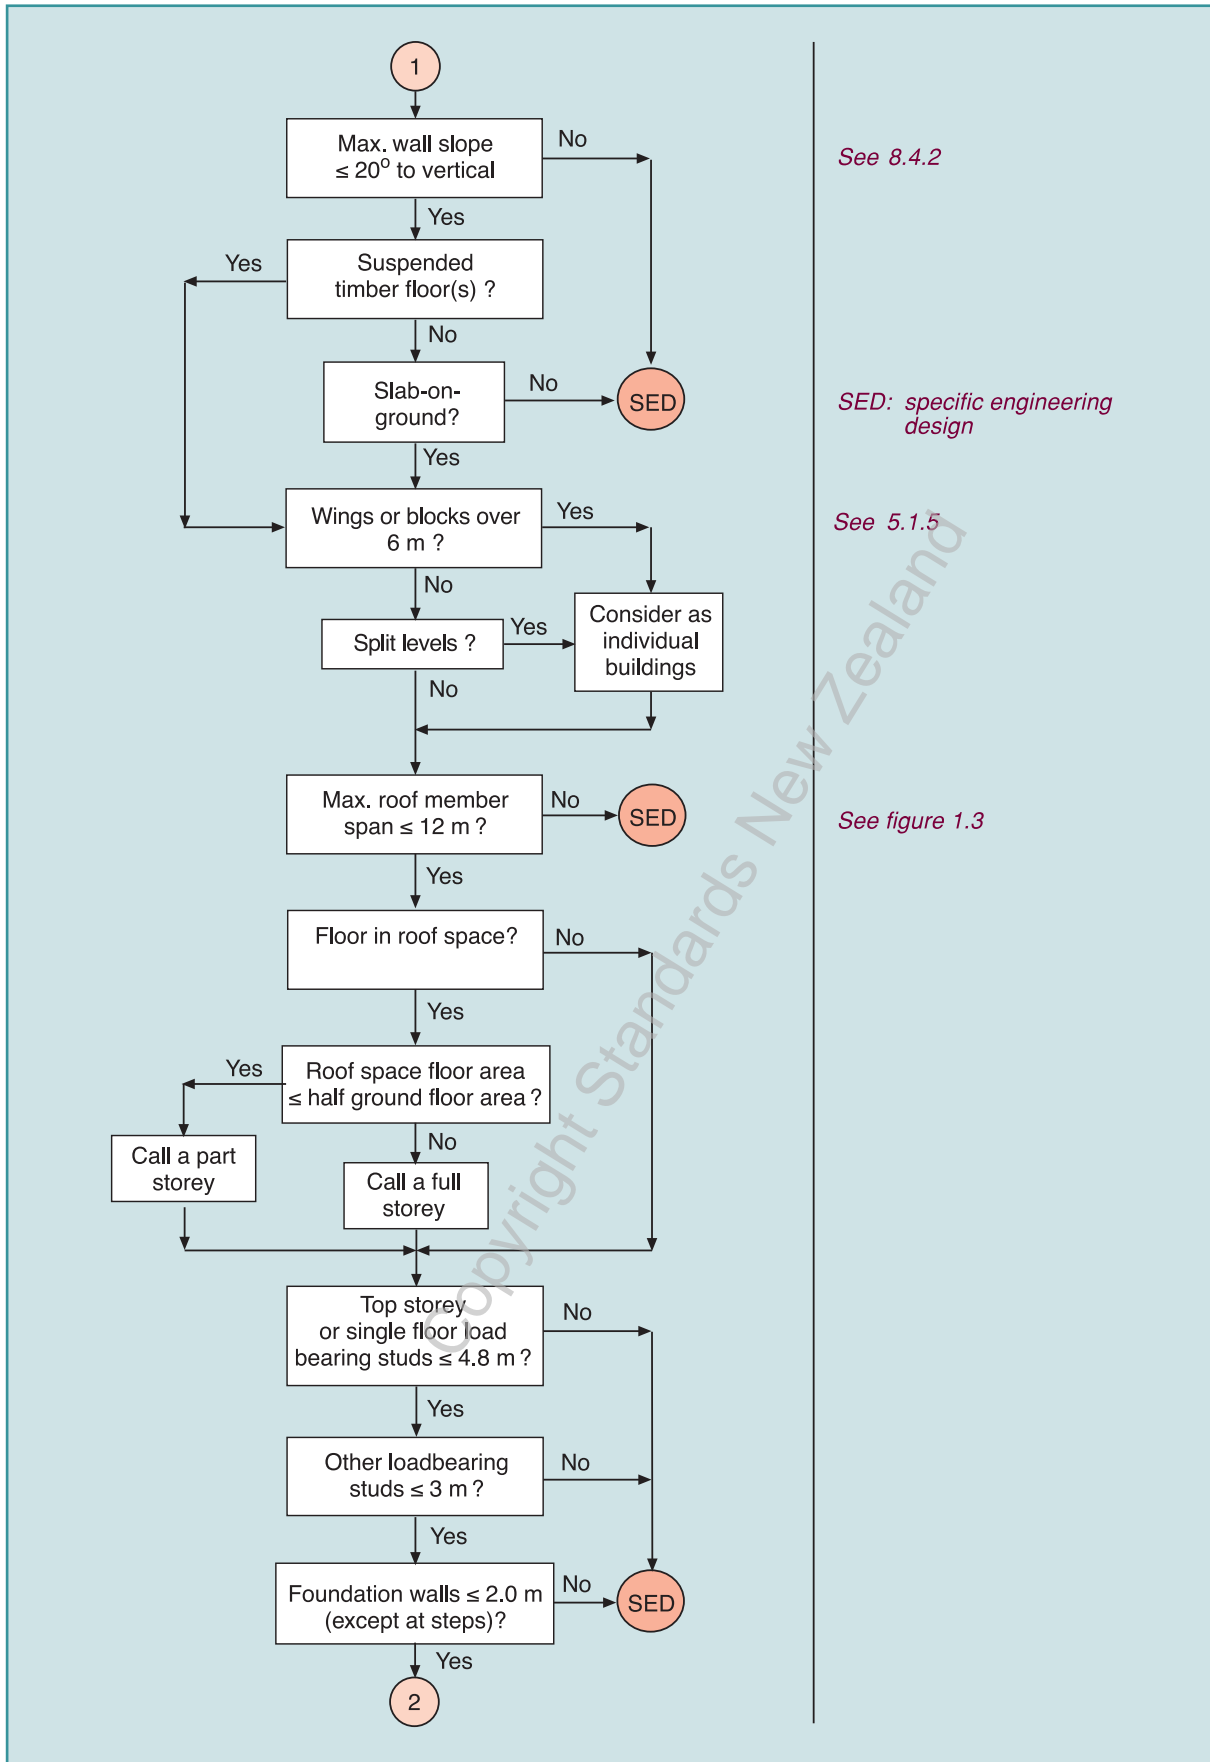 1
Max. wall slope
≤ 20° to vertical
No
See 8.4.2
Yes
Suspended
timber floor(s) ?
Yes
No
Slab-on-
ground?
No
SED
SED: specific engineering
design
Yes
Wings or blocks over
6 m ?
Yes
See 5.1.5
No
Consider as
individual
buildings
Split levels ?
Yes
No
Max. roof member
span ≤ 12 m ?
No
SED
See figure 1.3
Yes
Floor in roof space?
No
Yes
Roof space floor area
≤ half ground floor area ?
Yes
No
Call a part
storey
Call a full
storey
Top storey
or single floor load
bearing studs ≤ 4.8 m ?
No
Yes
Other loadbearing
studs ≤ 3 m ?
No
Yes
Foundation walls ≤ 2.0 m
(except at steps)?
No
SED
Yes
2
Copyright Standards New Zealand